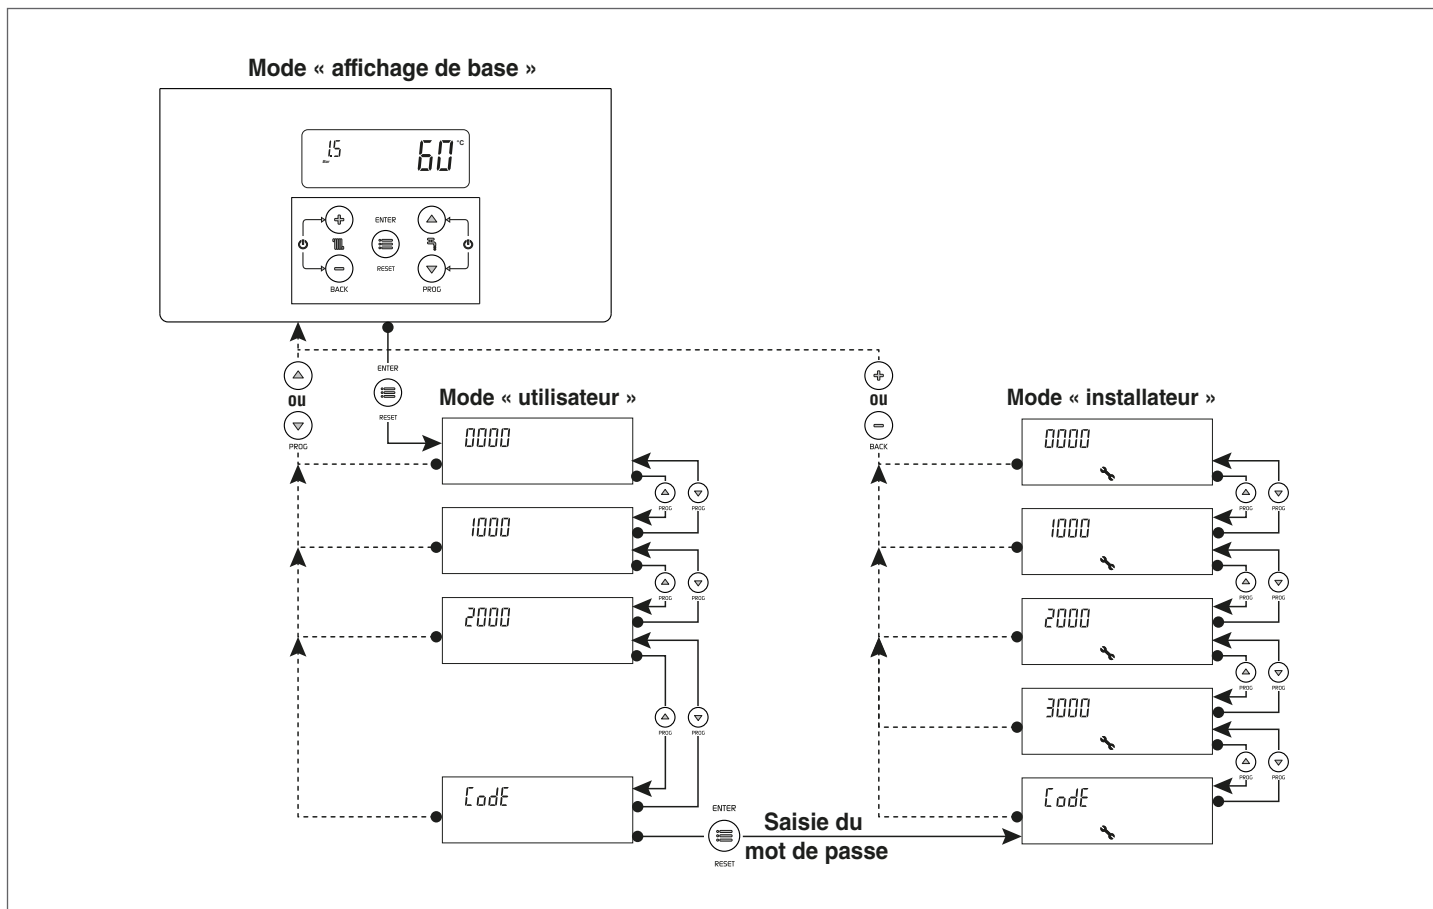 Mode « affichage de base »
1.5
bar
60 °C
ENTER
RESET
BACK
PROG
ENTER
RESET
ou
PROG
ou
BACK
Mode « utilisateur »
Mode « installateur »
0000
PROG
PROG
1000
PROG
PROG
2000
PROG
PROG
CodE
0000
PROG
PROG
1000
PROG
PROG
2000
PROG
PROG
3000
PROG
PROG
CodE
ENTER
RESET
Saisie du
mot de passe